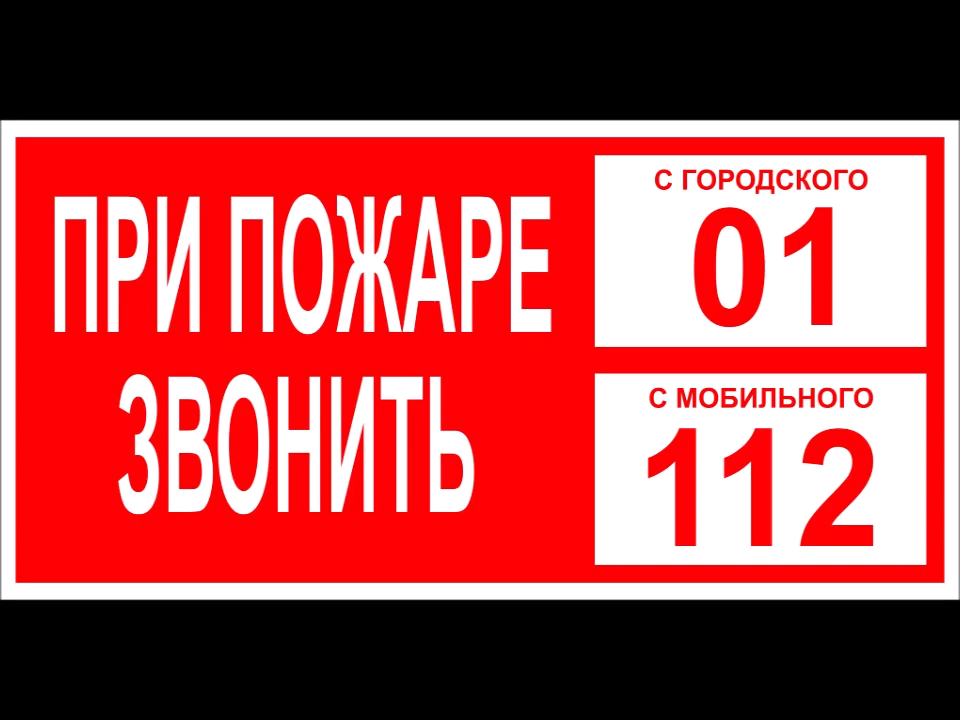 ПРИ ПОЖАРЕ
ЗВОНИТЬ
С ГОРОДСКОГО
01
С МОБИЛЬНОГО
112